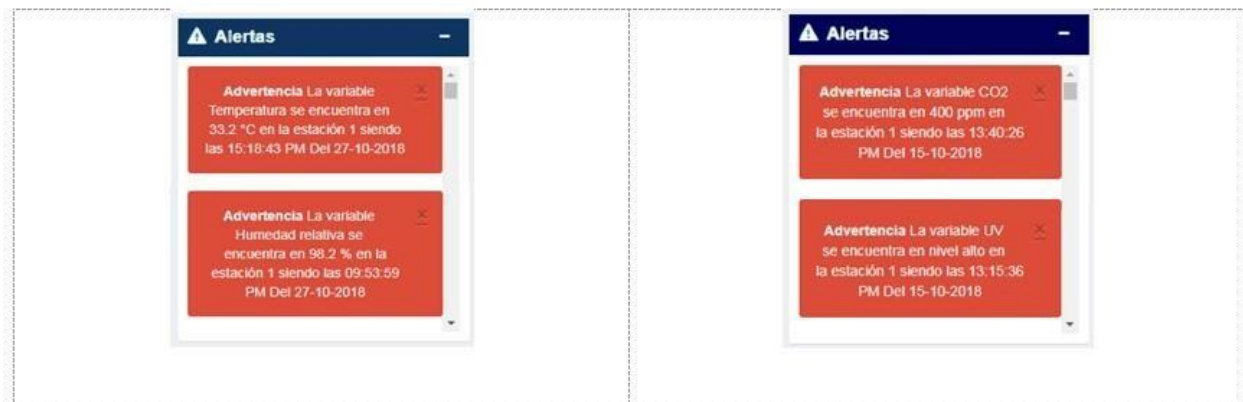 Alertas
Advertencia La variable
Temperatura se encuentra en
33.2 °C en la estación 1 siendo
las 15:18:43 PM Del 27-10-2018
Advertencia La variable
Humedad relativa se
encuentra en 98.2 % en la
estación 1 siendo las 09:53:59
PM Del 27-10-2018
Alertas
Advertencia La variable CO2
se encuentra en 400 ppm en
la estación 1 siendo las 13:40:26
PM Del 15-10-2018
Advertencia La variable UV
se encuentra en nivel alto en
la estación 1 siendo las 13:15:36
PM Del 15-10-2018